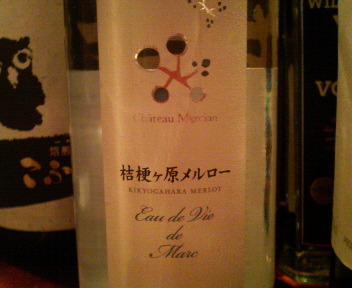 Château Mercian
桔梗ヶ原メルロー
KIKYOGAHARA MERLOT
Eau de Vie
de
Marc